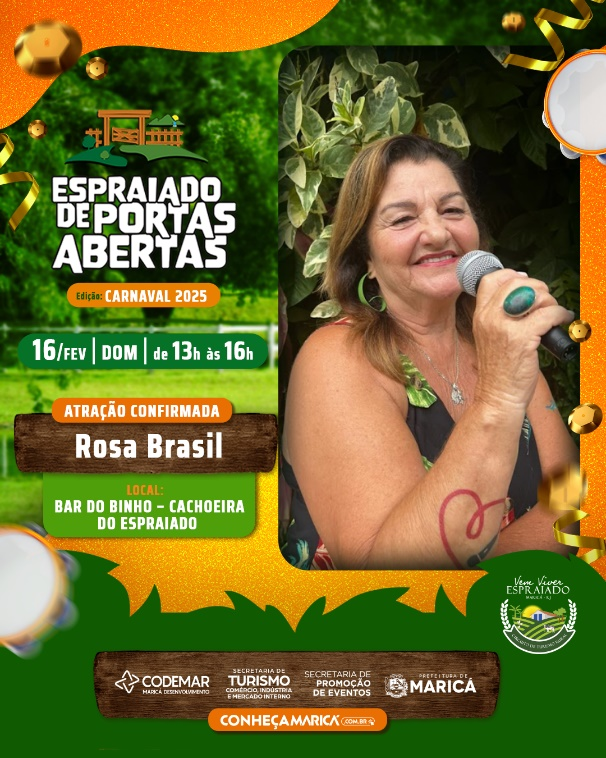 ESPRAIADO
DE PORTAS
ABERTAS
Edição: CARNAVAL 2025
16/FEV | DOM | de 13h às 16h
ATRAÇÃO CONFIRMADA
Rosa Brasil
LOCAL:
BAR DO BINHO – CACHOEIRA
DO ESPRAIADO
Vem Viver
ESPRAIADO
MARICÁ - RJ
CODEMAR
MARICÁ DESENVOLVIMENTO
SECRETARIA DE
TURISMO
COMÉRCIO, INDÚSTRIA
E MERCADO INTERNO
SECRETARIA DE
PROMOÇÃO
DE EVENTOS
PREFEITURA DE
MARICÁ
CONHEÇAMARICÁ .COM.BR